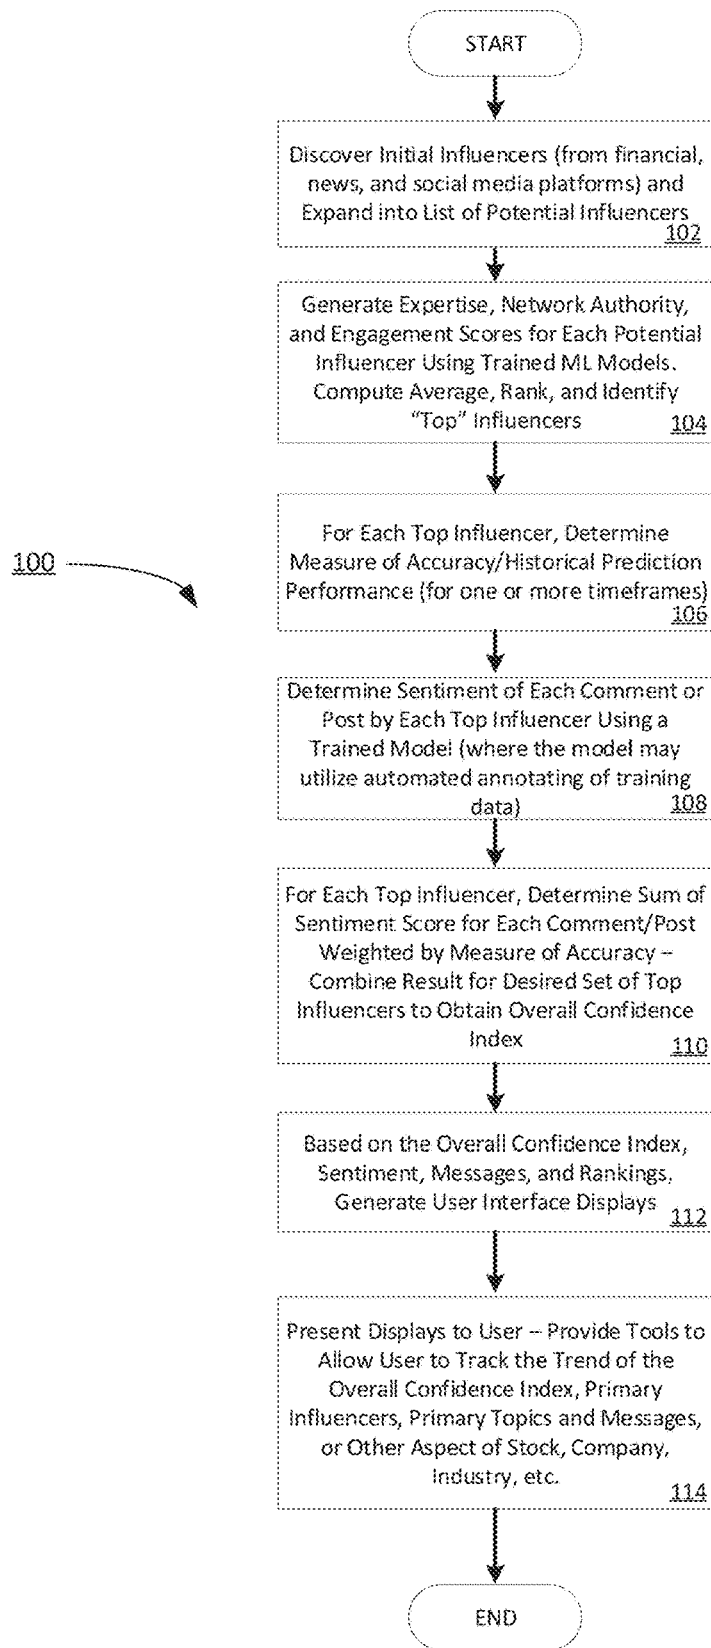 START
Discover Initial Influencers (from financial,
news, and social media platforms) and
Expand into List of Potential Influencers
102
Generate Expertise, Network Authority,
and Engagement Scores for Each Potential
Influencer Using Trained ML Models.
Compute Average, Rank, and Identify
“Top” Influencers
104
100
For Each Top Influencer, Determine
Measure of Accuracy/Historical Prediction
Performance (for one or more timeframes)
106
Determine Sentiment of Each Comment or
Post by Each Top Influencer Using a
Trained Model (where the model may
utilize automated annotating of training
data)
108
For Each Top Influencer, Determine Sum of
Sentiment Score for Each Comment/Post
Weighted by Measure of Accuracy –
Combine Result for Desired Set of Top
Influencers to Obtain Overall Confidence
Index
110
Based on the Overall Confidence Index,
Sentiment, Messages, and Rankings,
Generate User Interface Displays
112
Present Displays to User – Provide Tools to
Allow User to Track the Trend of the
Overall Confidence Index, Primary
Influencers, Primary Topics and Messages,
or Other Aspect of Stock, Company,
Industry, etc.
114
END